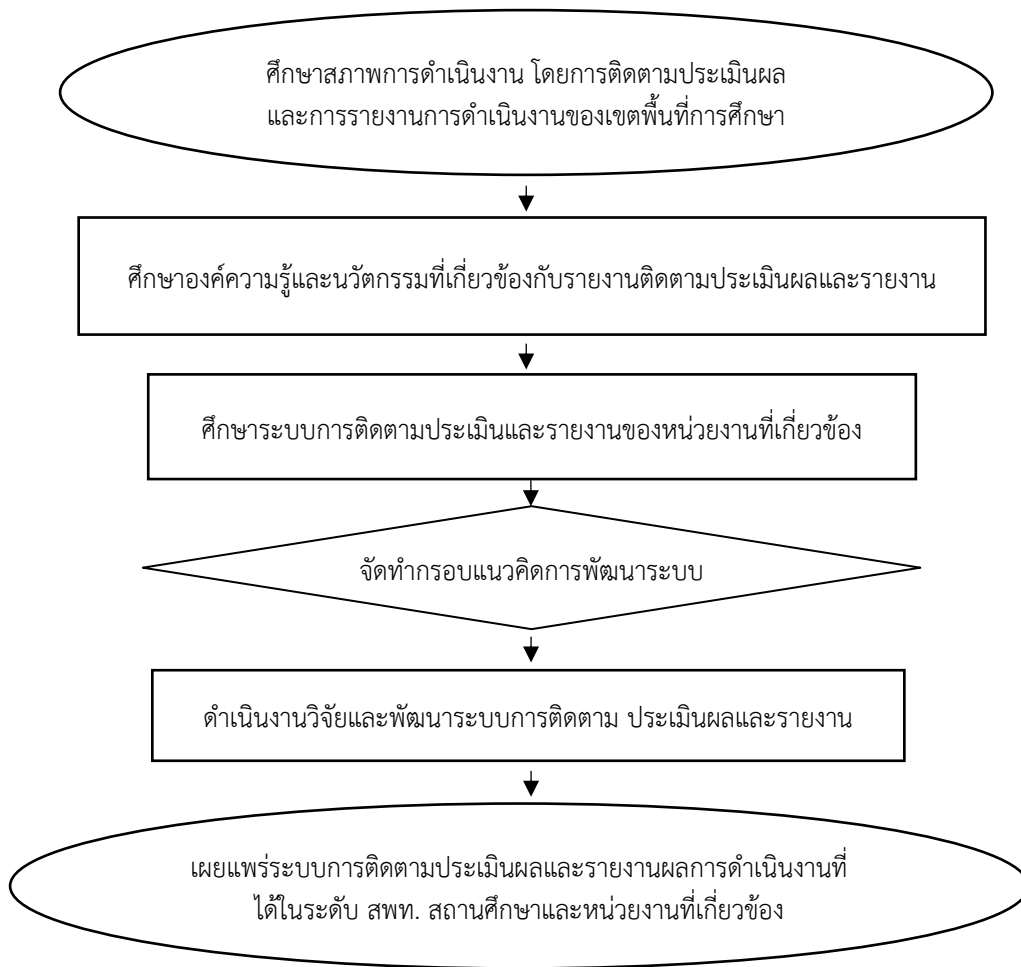 ศึกษาสภาพการดำเนินงาน โดยการติดตามประเมินผล
และการรายงานการดำเนินงานของเขตพื้นที่การศึกษา
ศึกษาองค์ความรู้และนวัตกรรมที่เกี่ยวข้องกับรายงานติดตามประเมินผลและรายงาน
ศึกษาระบบการติดตามประเมินและรายงานของหน่วยงานที่เกี่ยวข้อง
จัดทำกรอบแนวคิดการพัฒนาระบบ
ดำเนินงานวิจัยและพัฒนาระบบการติดตาม ประเมินผลและรายงาน
เผยแพร่ระบบการติดตามประเมินผลและรายงานผลการดำเนินงานที่
ได้ในระดับ สพท. สถานศึกษาและหน่วยงานที่เกี่ยวข้อง